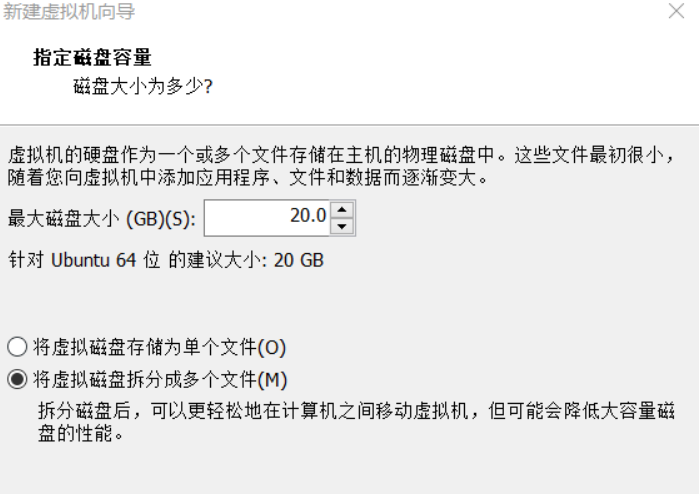 新建虚拟机向导
指定磁盘容量
磁盘大小为多少?
虚拟机的硬盘作为一个或多个文件存储在主机的物理磁盘中。这些文件最初很小，
随着您向虚拟机中添加应用程序、文件和数据而逐渐变大。
最大磁盘大小 (GB)(S): 20.0
针对 Ubuntu 64 位 的建议大小: 20 GB
将虚拟磁盘存储为单个文件(O)
将虚拟磁盘拆分成多个文件(M)
拆分磁盘后，可以更轻松地在计算机之间移动虚拟机，但可能会降低大容量磁
盘的性能。